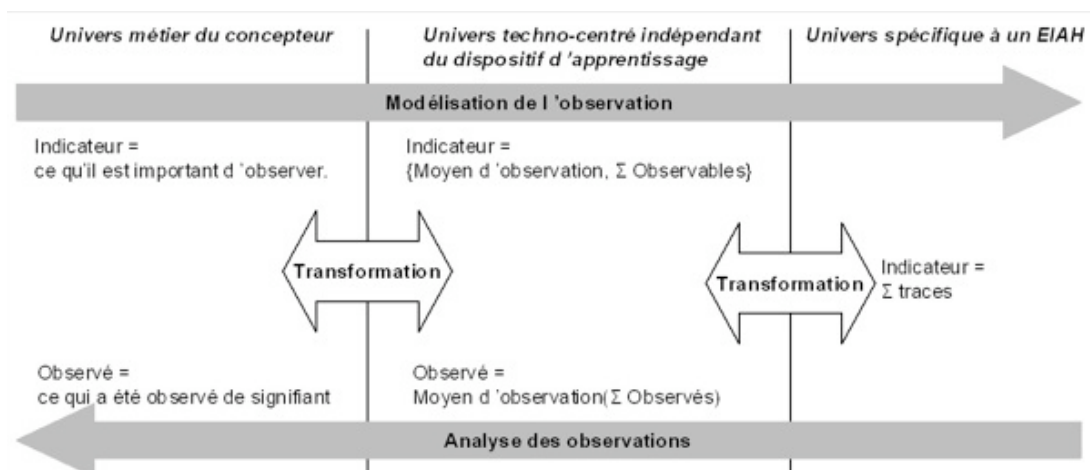 Univers métier du concepteur
Univers techno-centré indépendant
du dispositif d 'apprentissage
Univers spécifique à un EIAH
Modélisation de l 'observation
Indicateur =
ce qu'il est important d 'observer.
Indicateur =
{Moyen d 'observation, Σ Observables}
Transformation
Transformation
Indicateur =
Σ traces
Observé =
ce qui a été observé de signifiant
Observé =
Moyen d 'observation(Σ Observés)
Analyse des observations